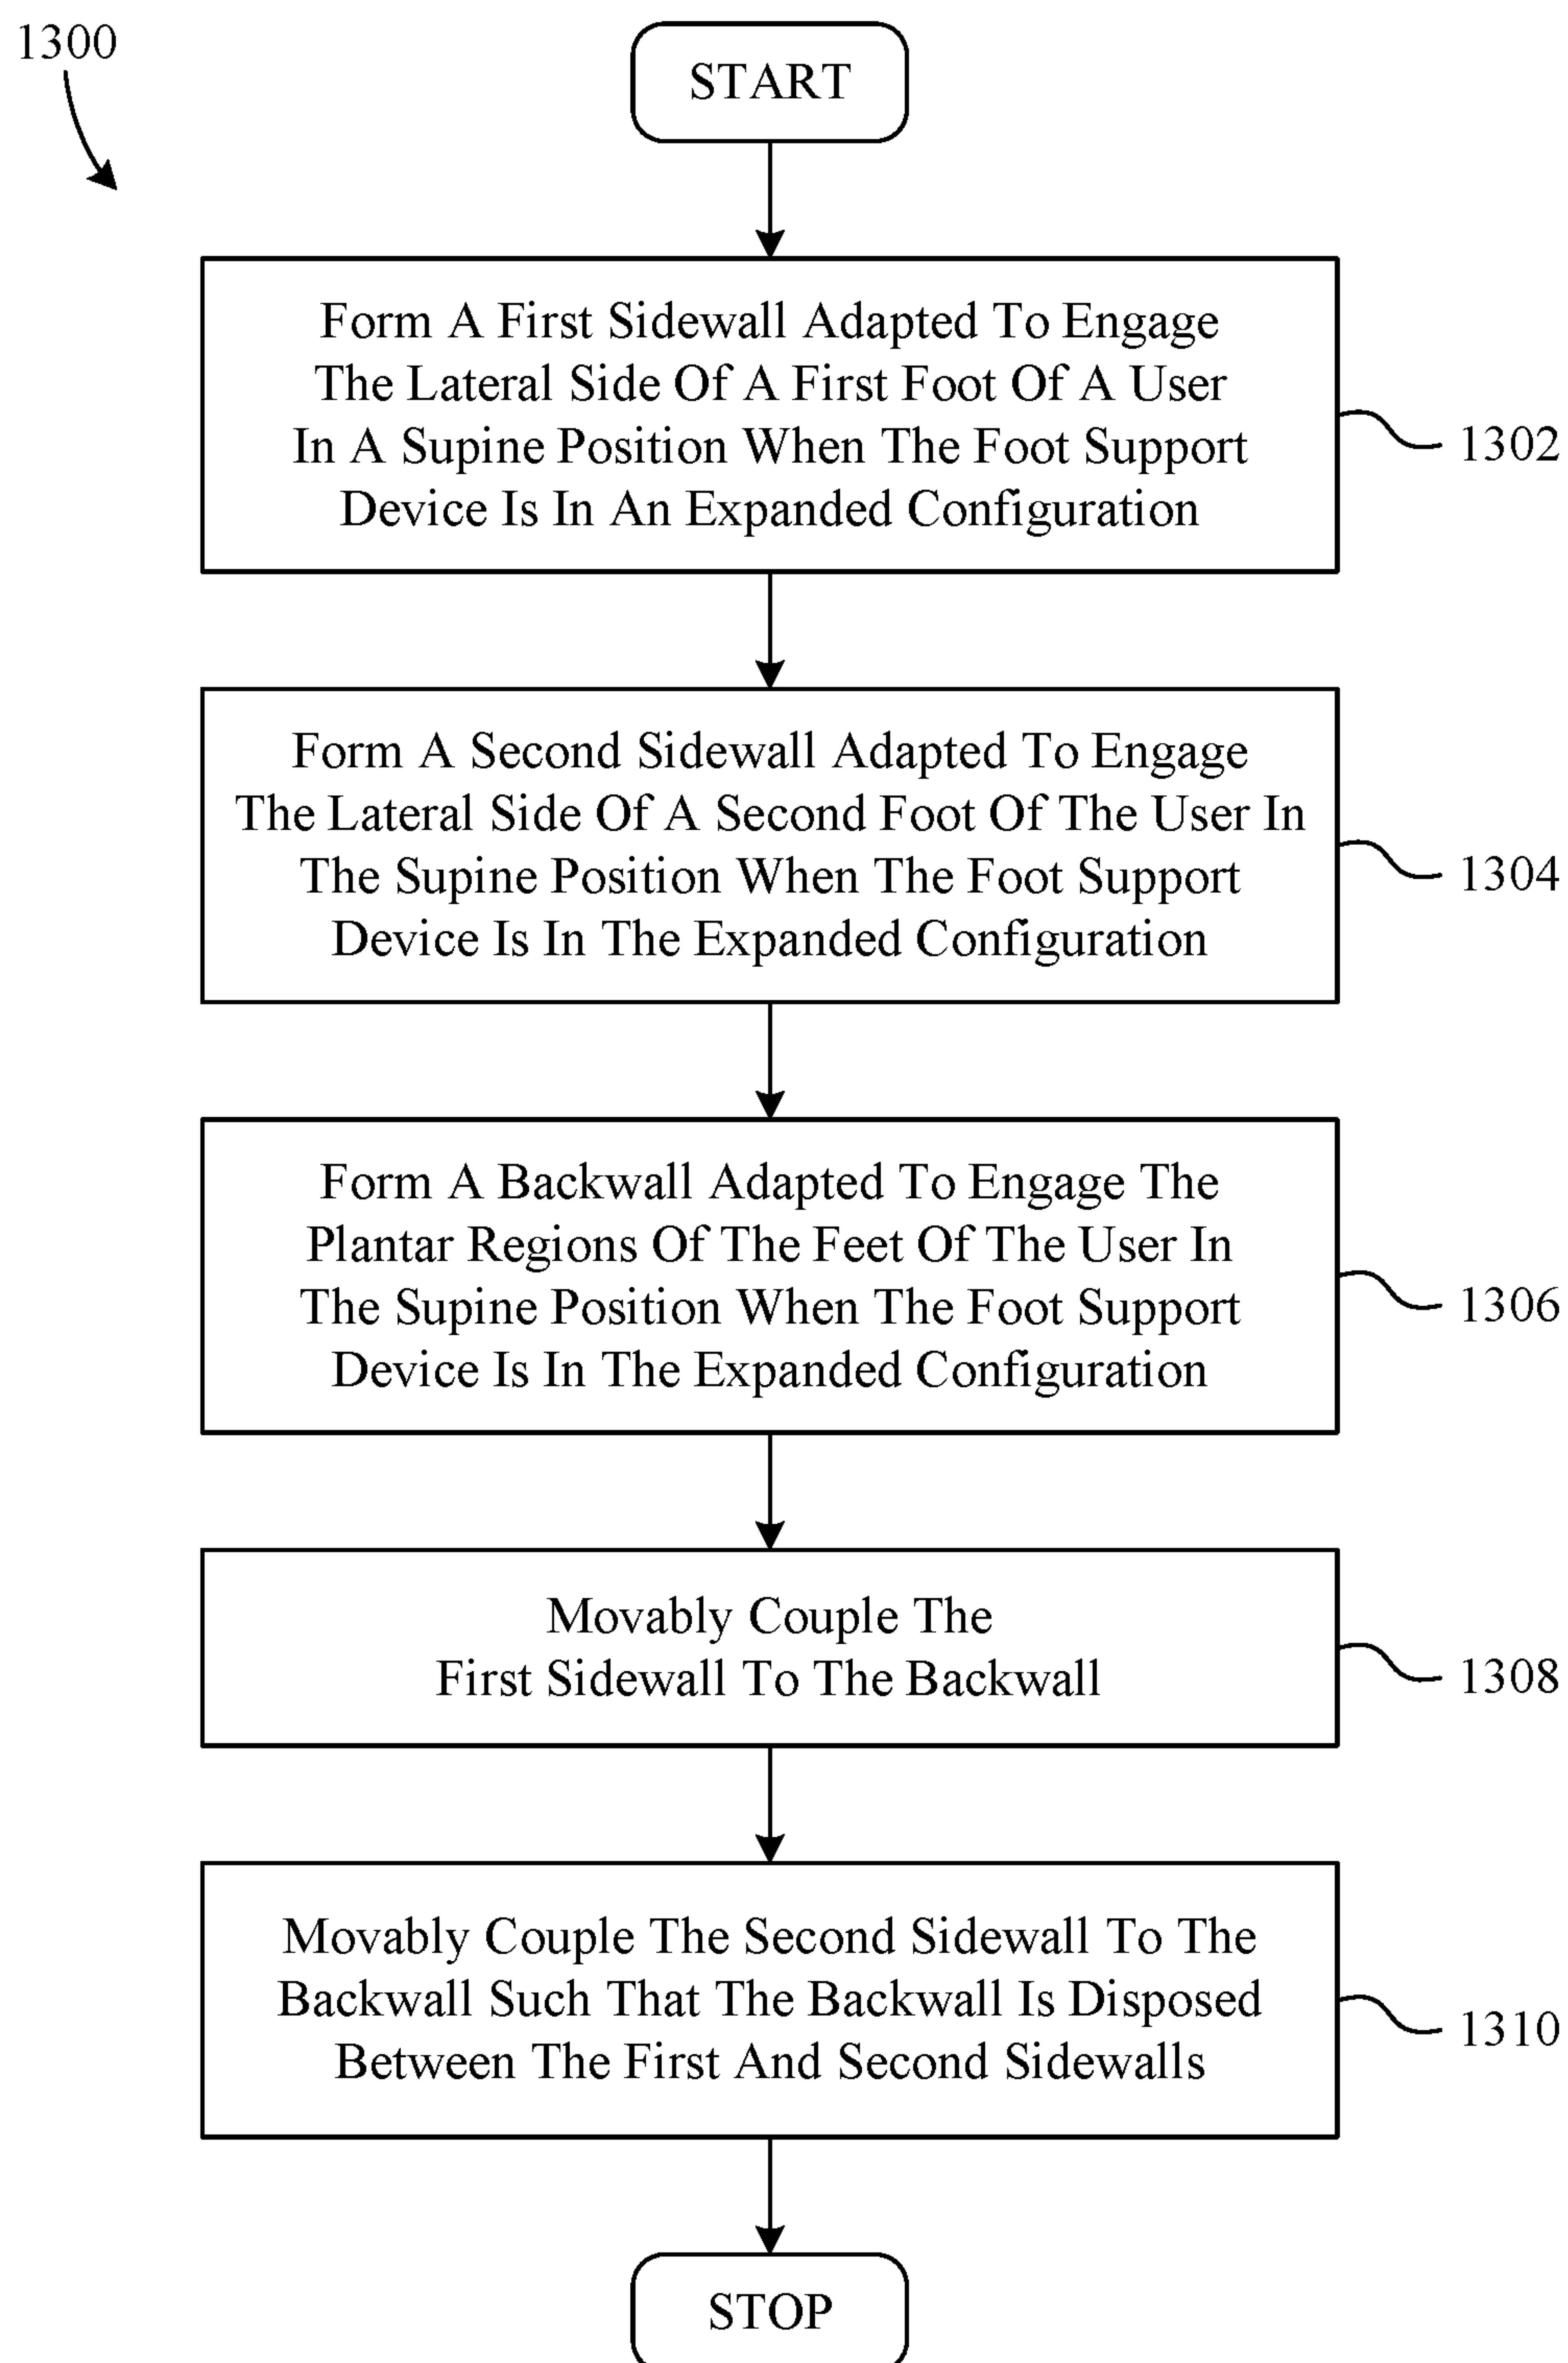 1300
START
Form A First Sidewall Adapted To Engage
The Lateral Side Of A First Foot Of A User
In A Supine Position When The Foot Support
Device Is In An Expanded Configuration
1302
Form A Second Sidewall Adapted To Engage
The Lateral Side Of A Second Foot Of The User In
The Supine Position When The Foot Support
Device Is In The Expanded Configuration
1304
Form A Backwall Adapted To Engage The
Plantar Regions Of The Feet Of The User In
The Supine Position When The Foot Support
Device Is In The Expanded Configuration
1306
Movably Couple The
First Sidewall To The Backwall
1308
Movably Couple The Second Sidewall To The
Backwall Such That The Backwall Is Disposed
Between The First And Second Sidewalls
1310
STOP